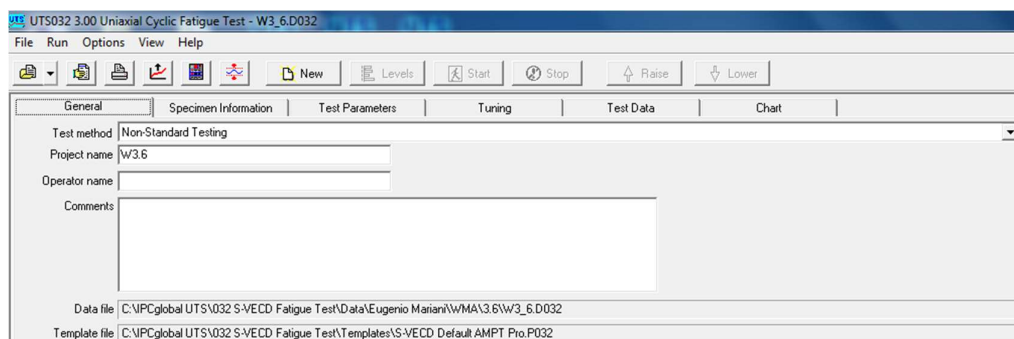 UTS032 3.00 Uniaxial Cyclic Fatigue Test - W3_6.D032
File Run Options View Help
New Levels Start Stop Raise Lower
General Specimen Information Test Parameters Tuning Test Data Chart
Test method Non-Standard Testing
Project name W3.6
Operator name
Comments
Data file C:\IPCglobal UTS\032 S-VECD Fatigue Test\Data\Eugenio Mariani\WMA\3.6\W3_6.D032
Template file C:\IPCglobal UTS\032 S-VECD Fatigue Test\Templates\S-VECD Default AMPT Pro.P032